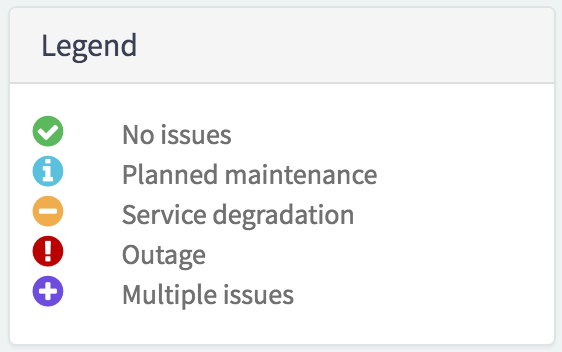 Legend
No issues
Planned maintenance
Service degradation
Outage
Multiple issues